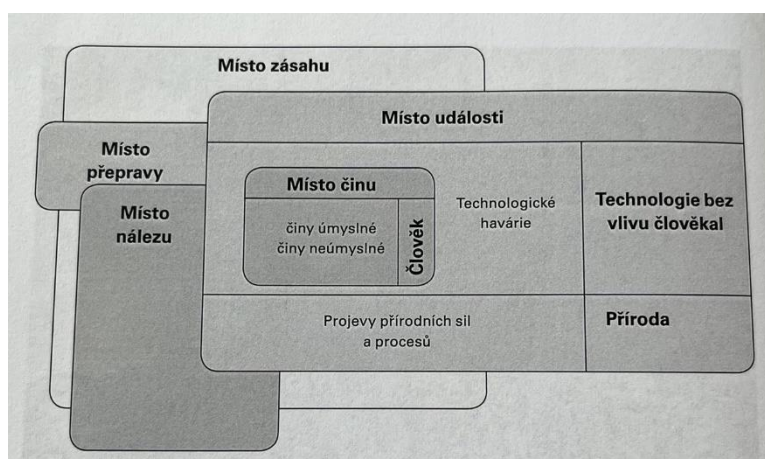 Místo zásahu
Místo události
Místo
přepravy
Místo
nálezu
Místo činu
činy úmyslné
činy neúmyslné
Člověk
Technologické
havárie
Technologie bez
vlivu člověkal
Projevy přírodních sil
a procesů
Příroda